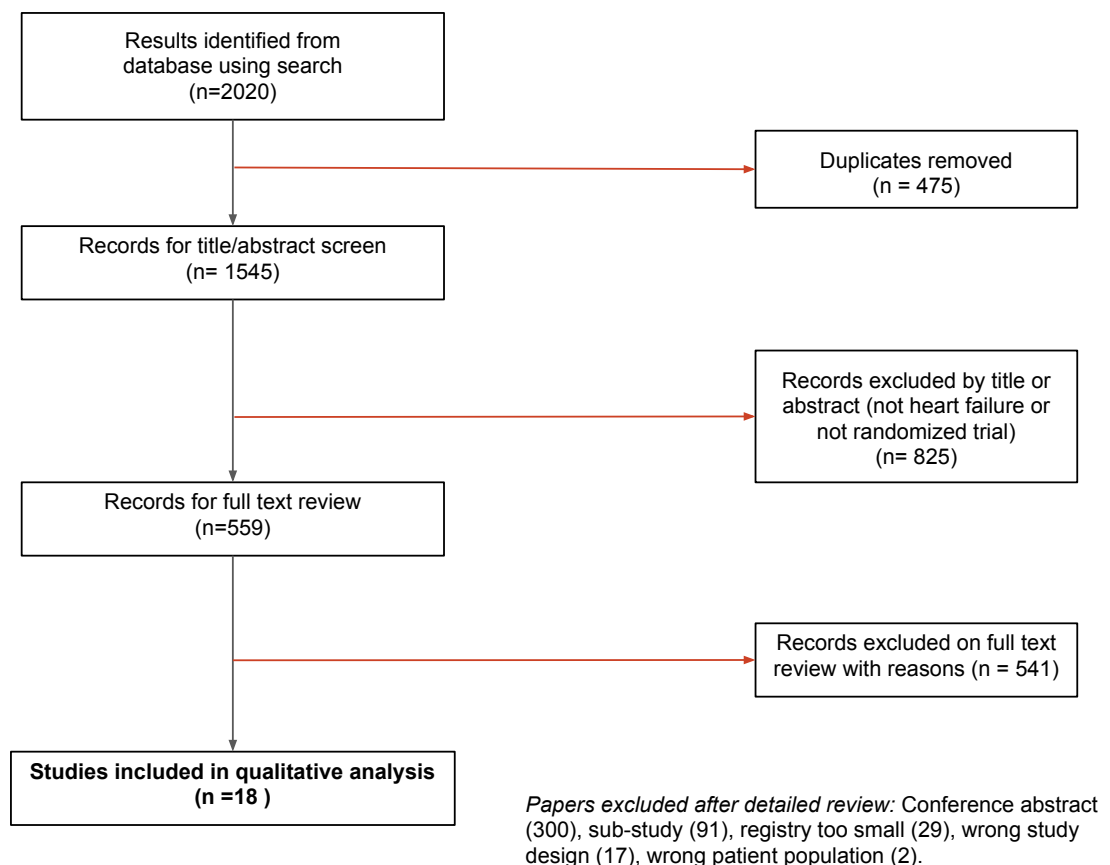 Results identified from
database using search
(n=2020)
Duplicates removed
(n = 475)
Records for title/abstract screen
(n= 1545)
Records excluded by title or
abstract (not heart failure or
not randomized trial)
(n= 825)
Records for full text review
(n=559)
Records excluded on full text
review with reasons (n = 541)
Studies included in qualitative analysis
(n =18 )
Papers excluded after detailed review: Conference abstract
(300), sub-study (91), registry too small (29), wrong study
design (17), wrong patient population (2).